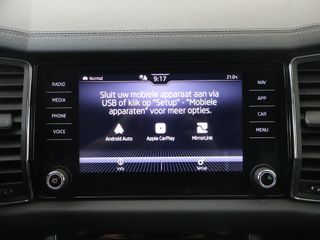 Normal 9:17 21.0
RADIO
MEDIA
PHONE
VOICE
NAV
APP
CAR
MENU
Sluit uw mobiele apparaat aan via
USB of klik op "Setup" - "Mobiele
apparaten" voor meer opties.
Android Auto Apple CarPlay MirrorLink
Info Setup